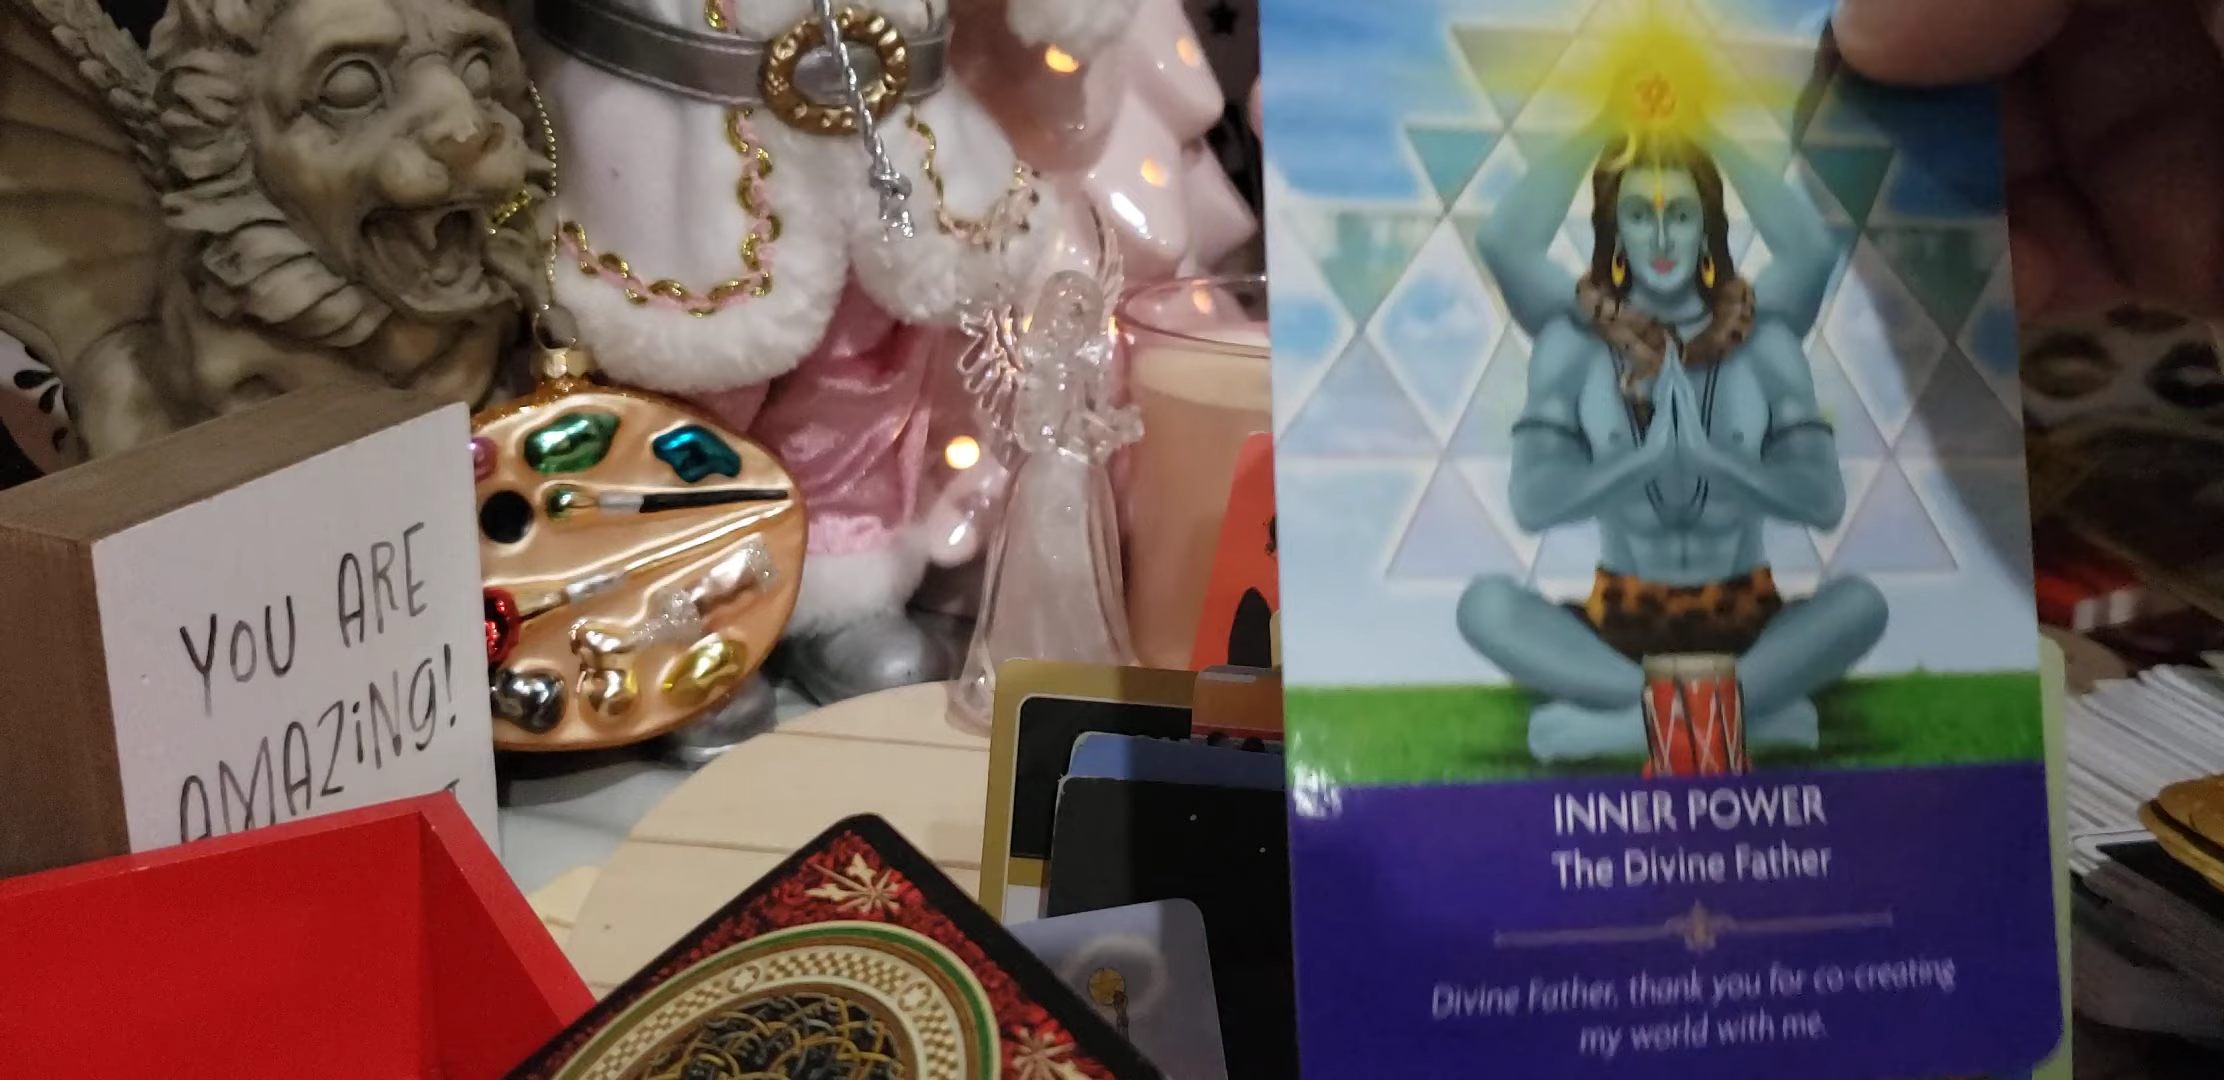 YOU ARE
AMAZING!
INNER POWER
The Divine Father
Divine Father, thank you for co-creating
my world with me.